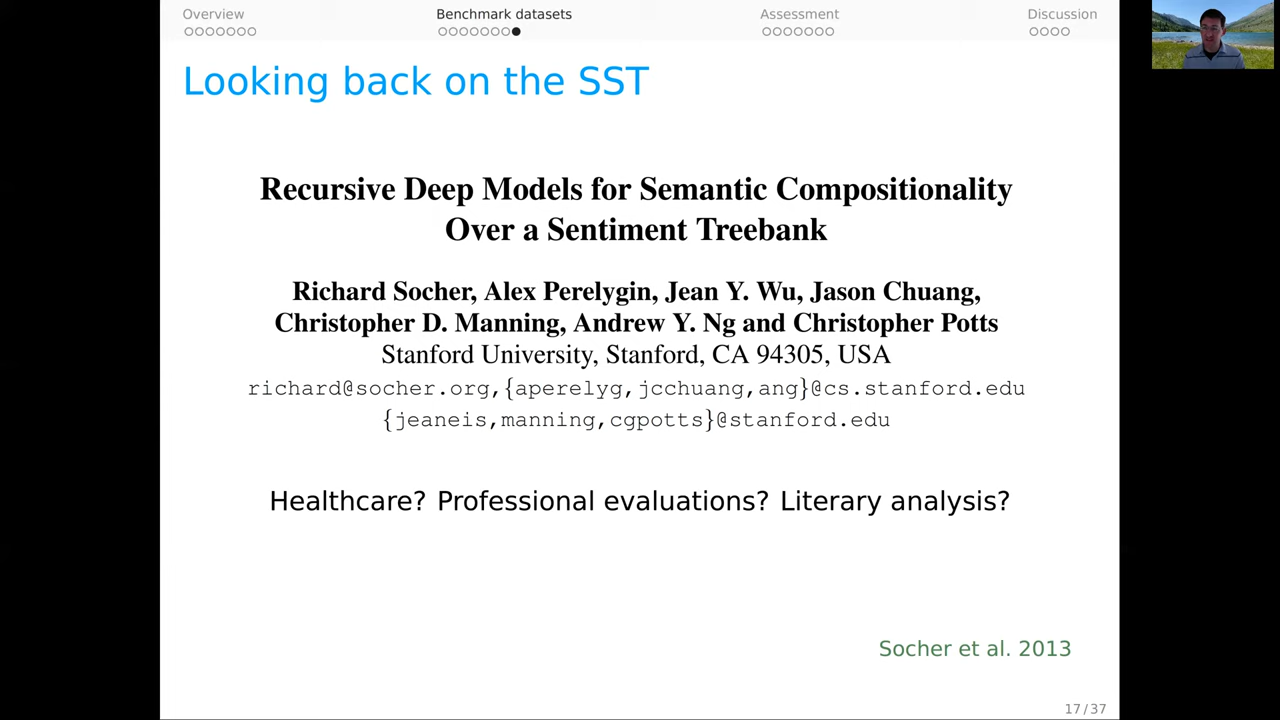 Overview
Benchmark datasets
Assessment
Discussion
Looking back on the SST
Recursive Deep Models for Semantic Compositionality
Over a Sentiment Treebank
Richard Socher, Alex Perelygin, Jean Y. Wu, Jason Chuang,
Christopher D. Manning, Andrew Y. Ng and Christopher Potts
Stanford University, Stanford, CA 94305, USA
richard@socher.org,{aperelyg,jcchuang,ang}@cs.stanford.edu
{jeaneis,manning,cgpotts}@stanford.edu
Healthcare? Professional evaluations? Literary analysis?
Socher et al. 2013
17/37